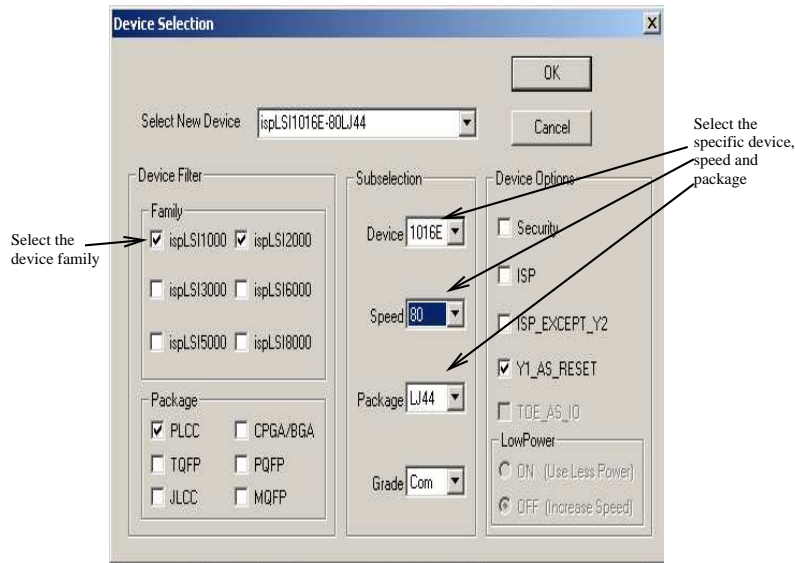 Device Selection
X
OK
Select New Device ispLSI1016E-80LJ44
Cancel
Select the
specific device,
speed and
package
Device Filter
Family
ispLSI1000 ispLSI2000
ispLSI3000 ispLSI6000
ispLSI5000 ispLSI8000
Select the
device family
Package
PLCC CPGA/BGA
TQFP PQFP
JLCC MQFP
Subselection
Device 1016E
Speed 80
Package LJ44
Grade Com
Device Options
Security
ISP
ISP_EXCEPT_Y2
Y1_AS_RESET
TOE_AS_IO
LowPower
ON (Use Less Power)
OFF (Increase Speed)